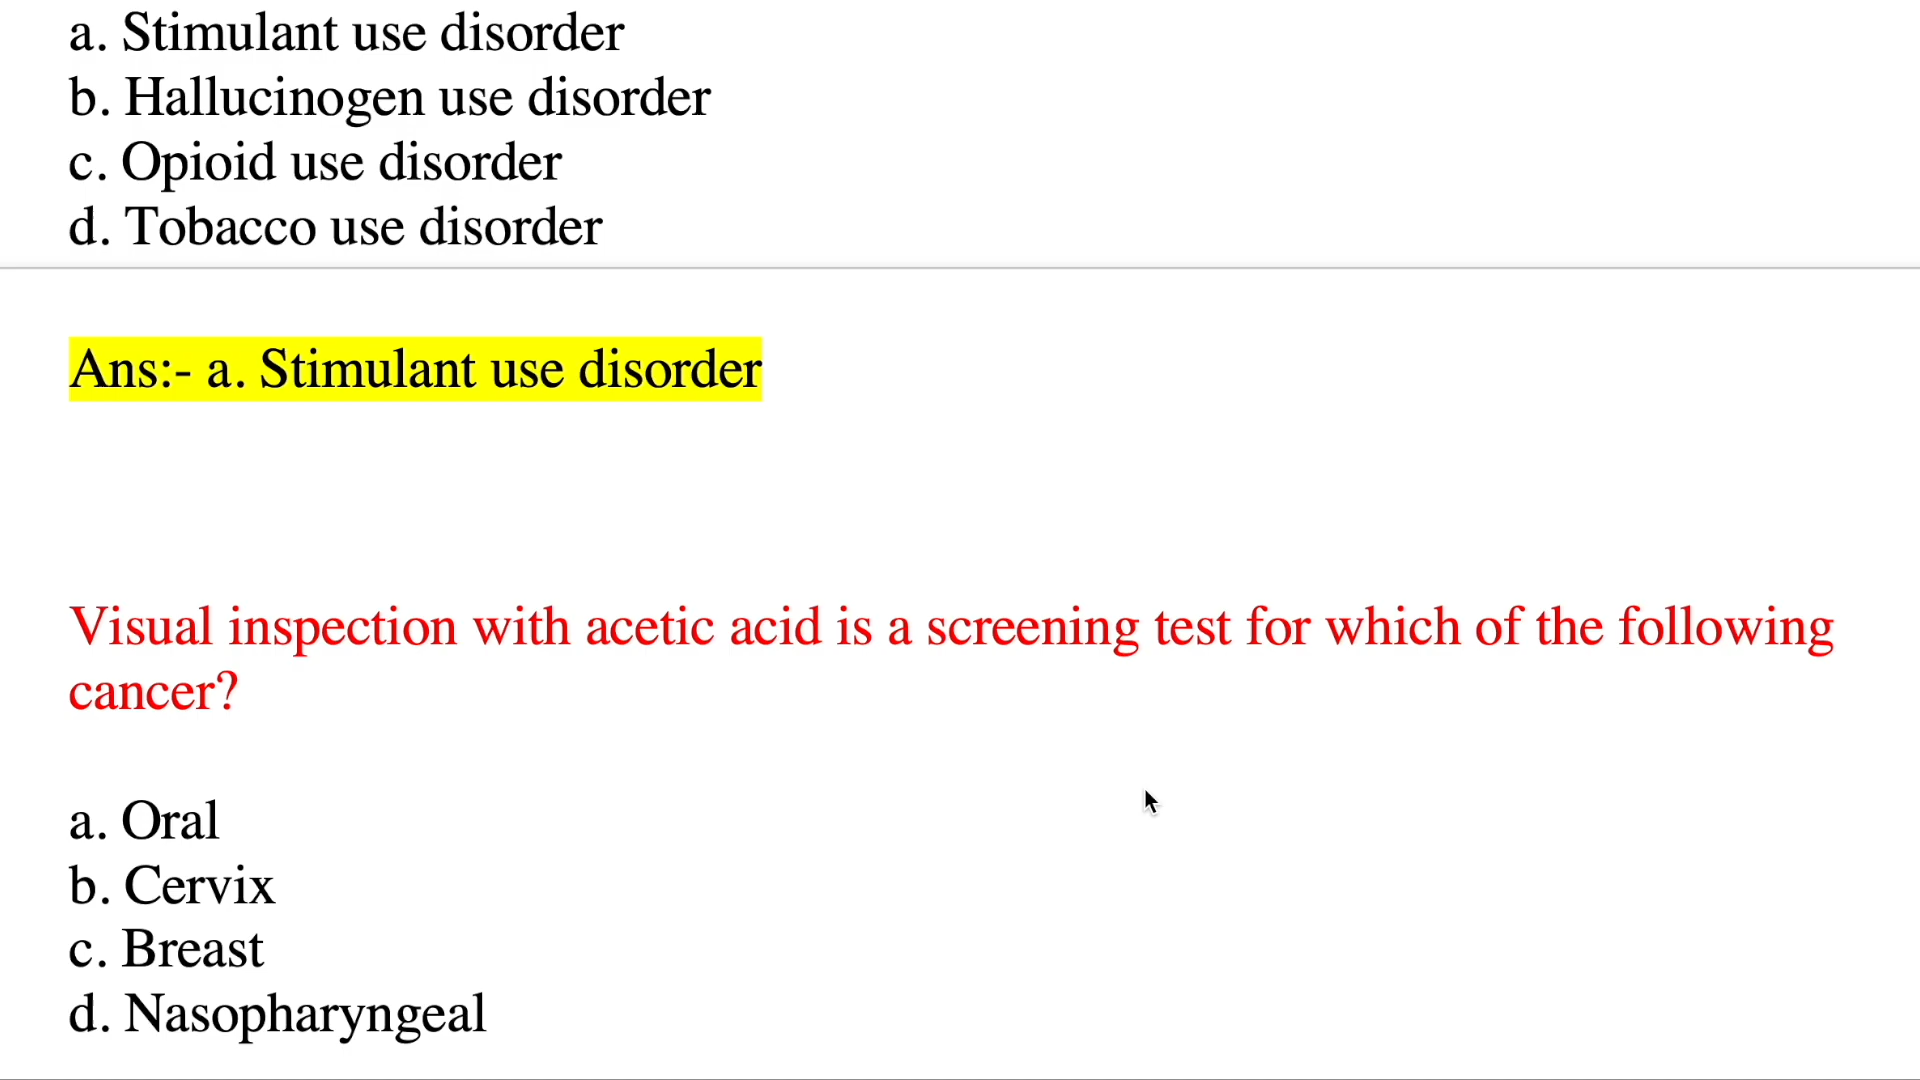 a. Stimulant use disorder
b. Hallucinogen use disorder
c. Opioid use disorder
d. Tobacco use disorder
Ans:- a. Stimulant use disorder
Visual inspection with acetic acid is a screening test for which of the following
cancer?
a. Oral
b. Cervix
c. Breast
d. Nasopharyngeal